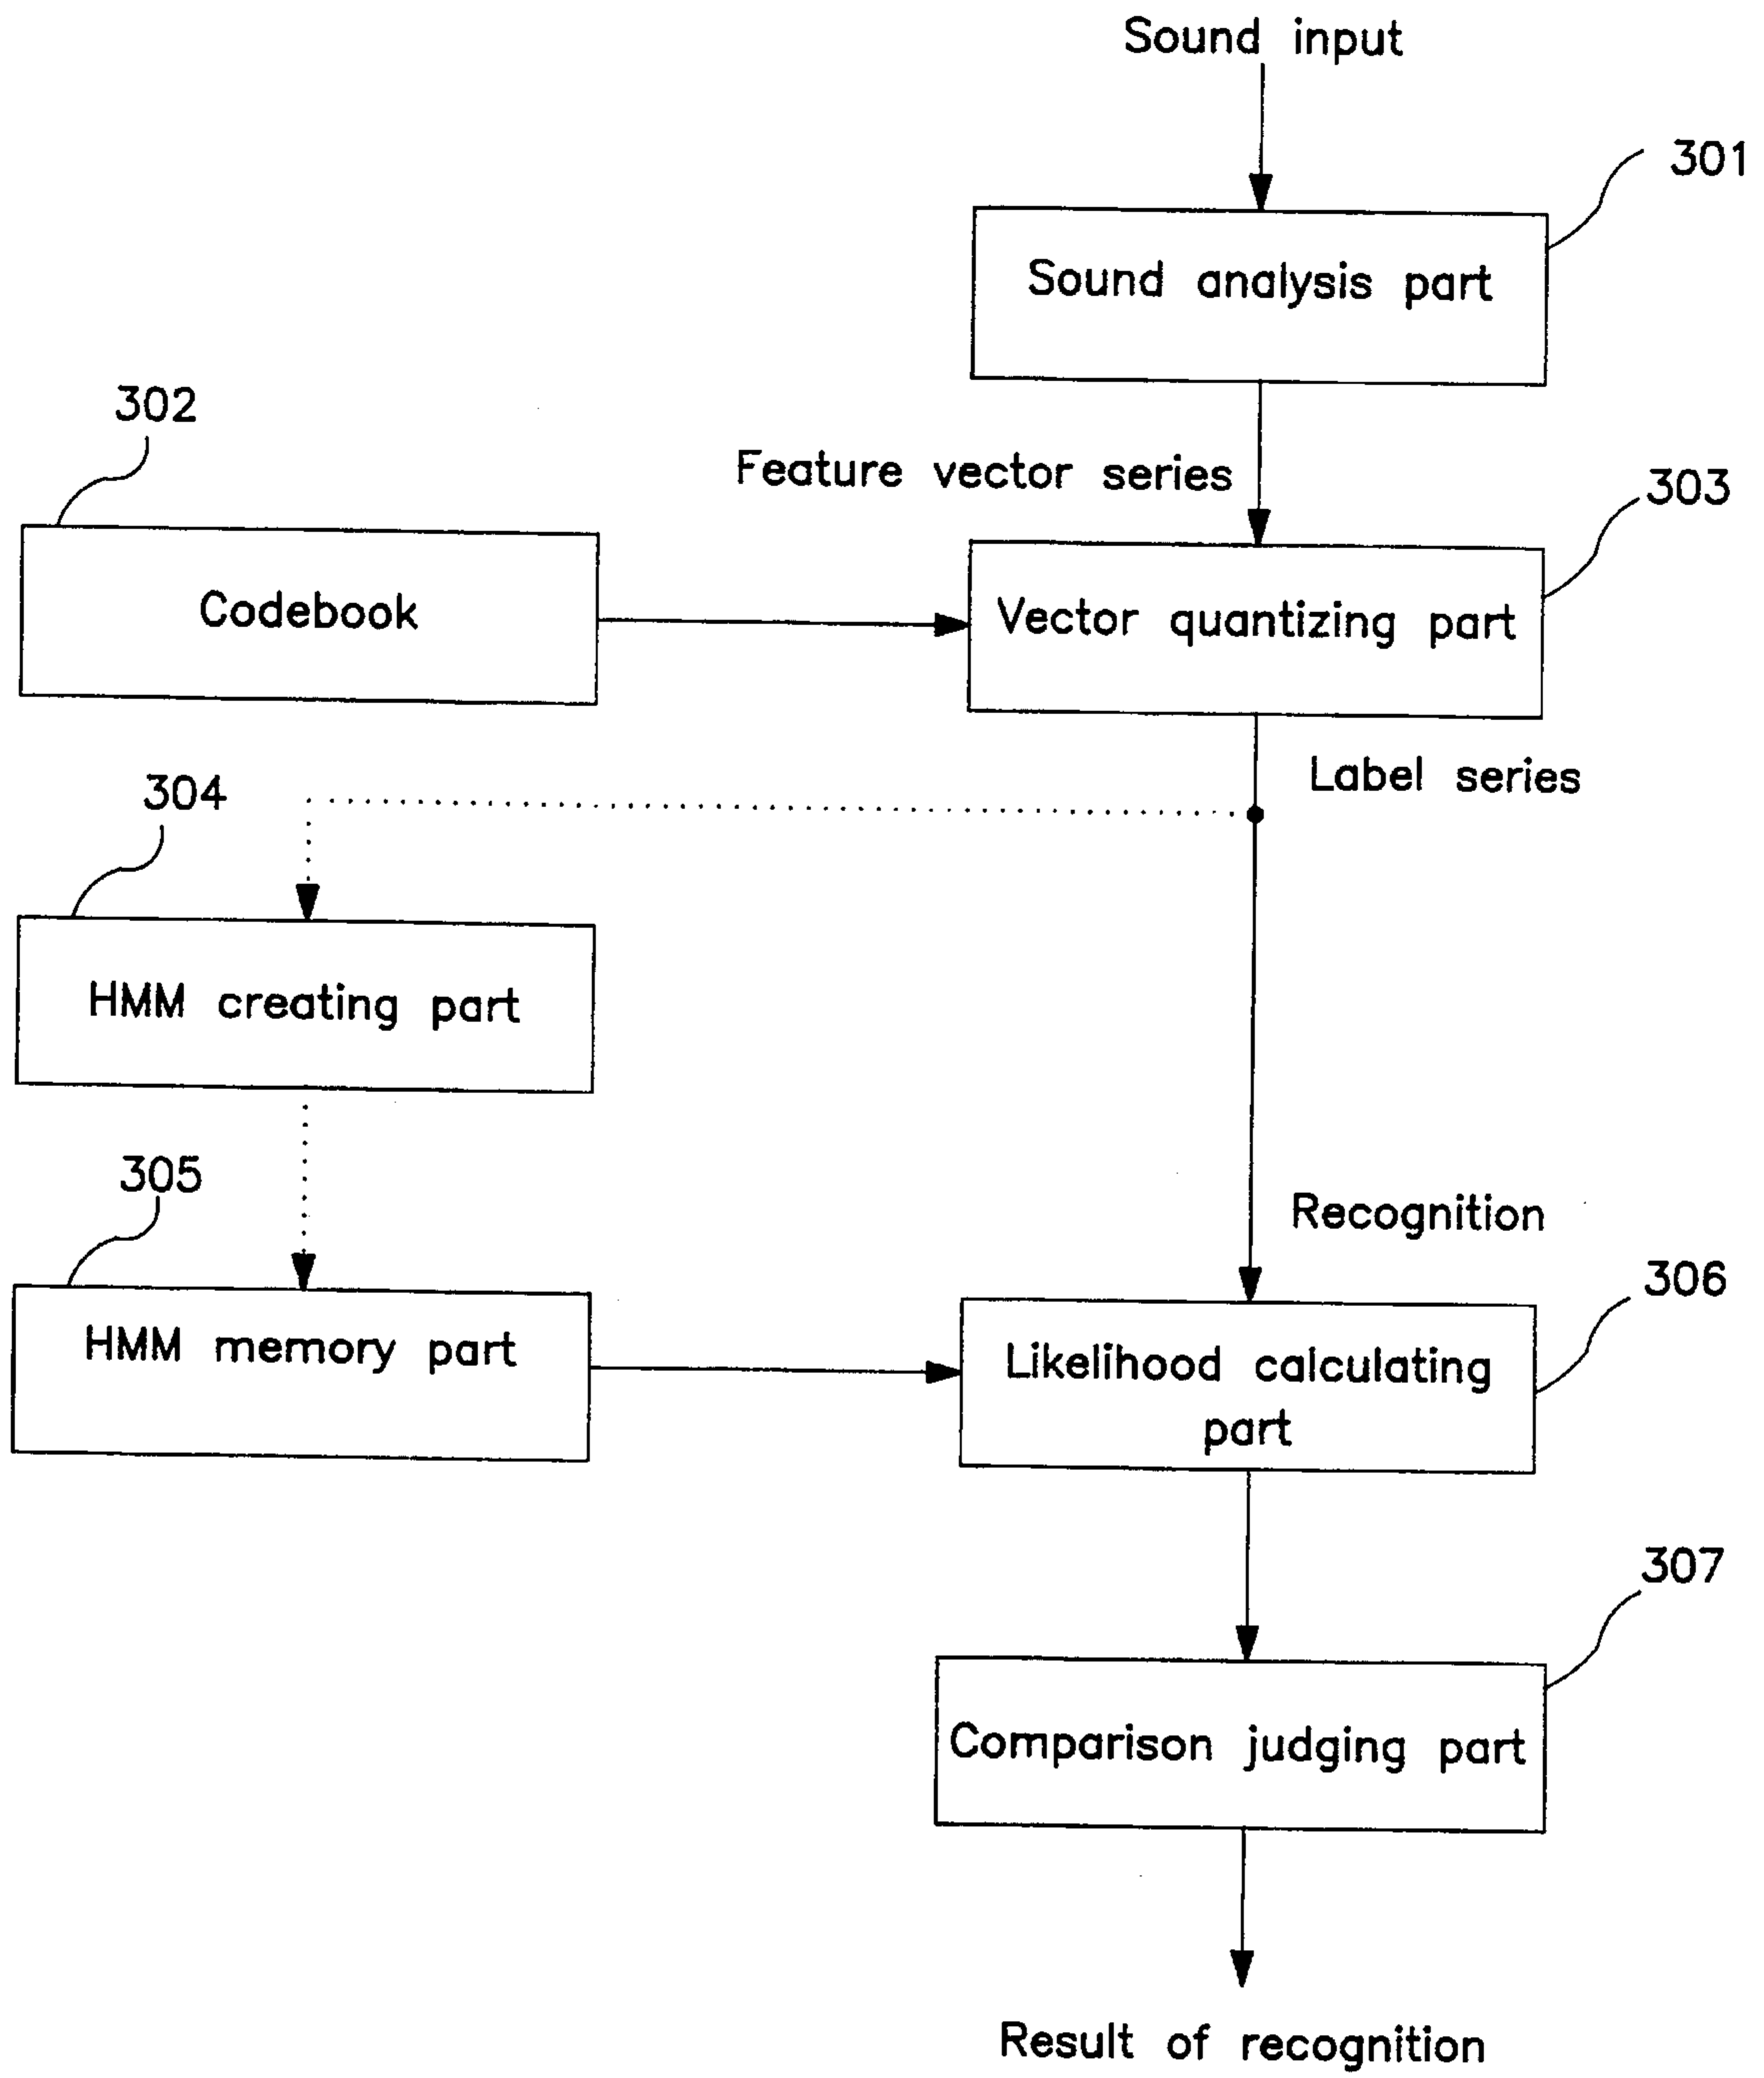 Sound input
301
Sound analysis part
302
Feature vector series
303
Codebook
Vector quantizing part
Label series
304
HMM creating part
305
Recognition
306
HMM memory part
Likelihood calculating
part
307
Comparison judging part
Result of recognition